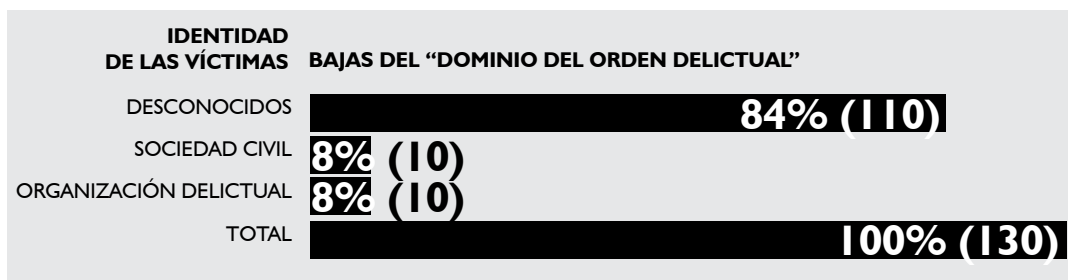 IDENTIDAD
DE LAS VÍCTIMAS BAJAS DEL “DOMINIO DEL ORDEN DELICTUAL”
DESCONOCIDOS 84% (110)
SOCIEDAD CIVIL 8% (10)
ORGANIZACIÓN DELICTUAL 8% (10)
TOTAL 100% (130)